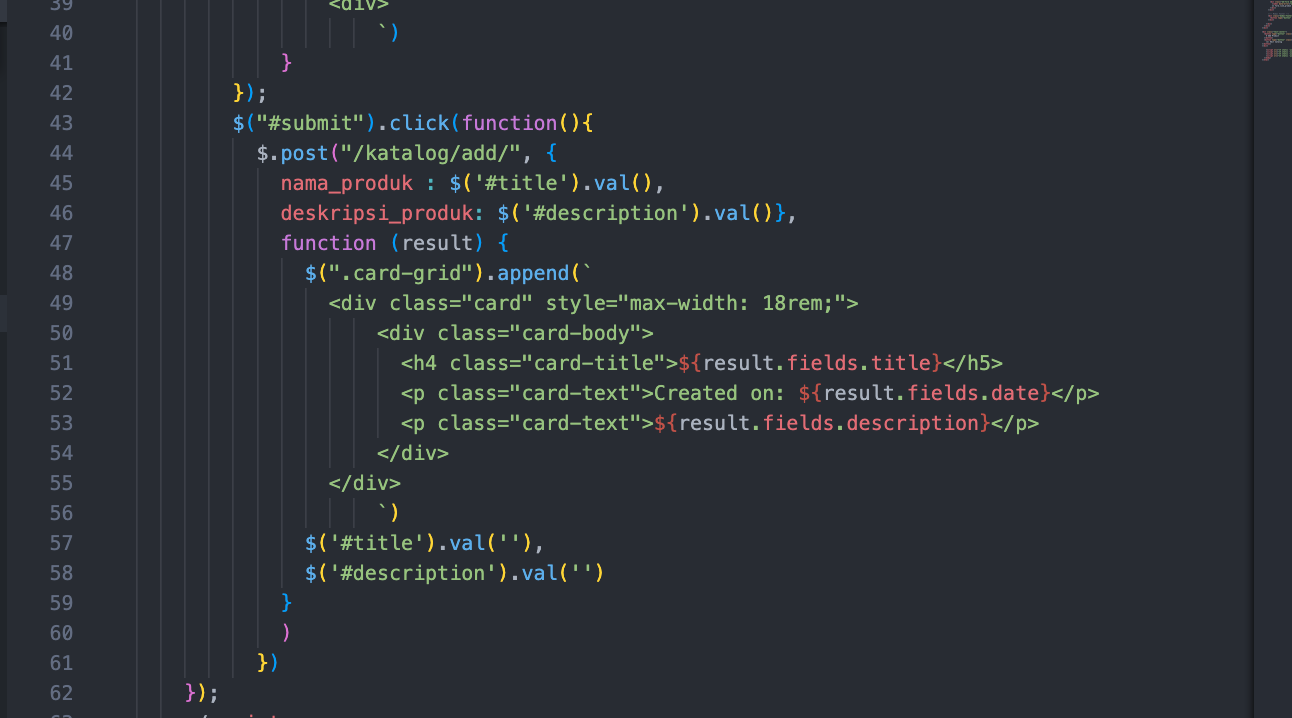 39                     <div>
40                         `)
41                 }
42             });
43             $("#submit").click(function(){
44               $.post("/katalog/add/", {
45                 nama_produk : $('#title').val(),
46                 deskripsi_produk: $('#description').val()},
47                 function (result) {
48                   $(".card-grid").append(`
49                     <div class="card" style="max-width: 18rem;">
50                         <div class="card-body">
51                           <h4 class="card-title">${result.fields.title}</h5>
52                           <p class="card-text">Created on: ${result.fields.date}</p>
53                           <p class="card-text">${result.fields.description}</p>
54                         </div>
55                     </div>
56                         `)
57                   $('#title').val(''),
58                   $('#description').val('')
59                 }
60                 )
61               })
62         });